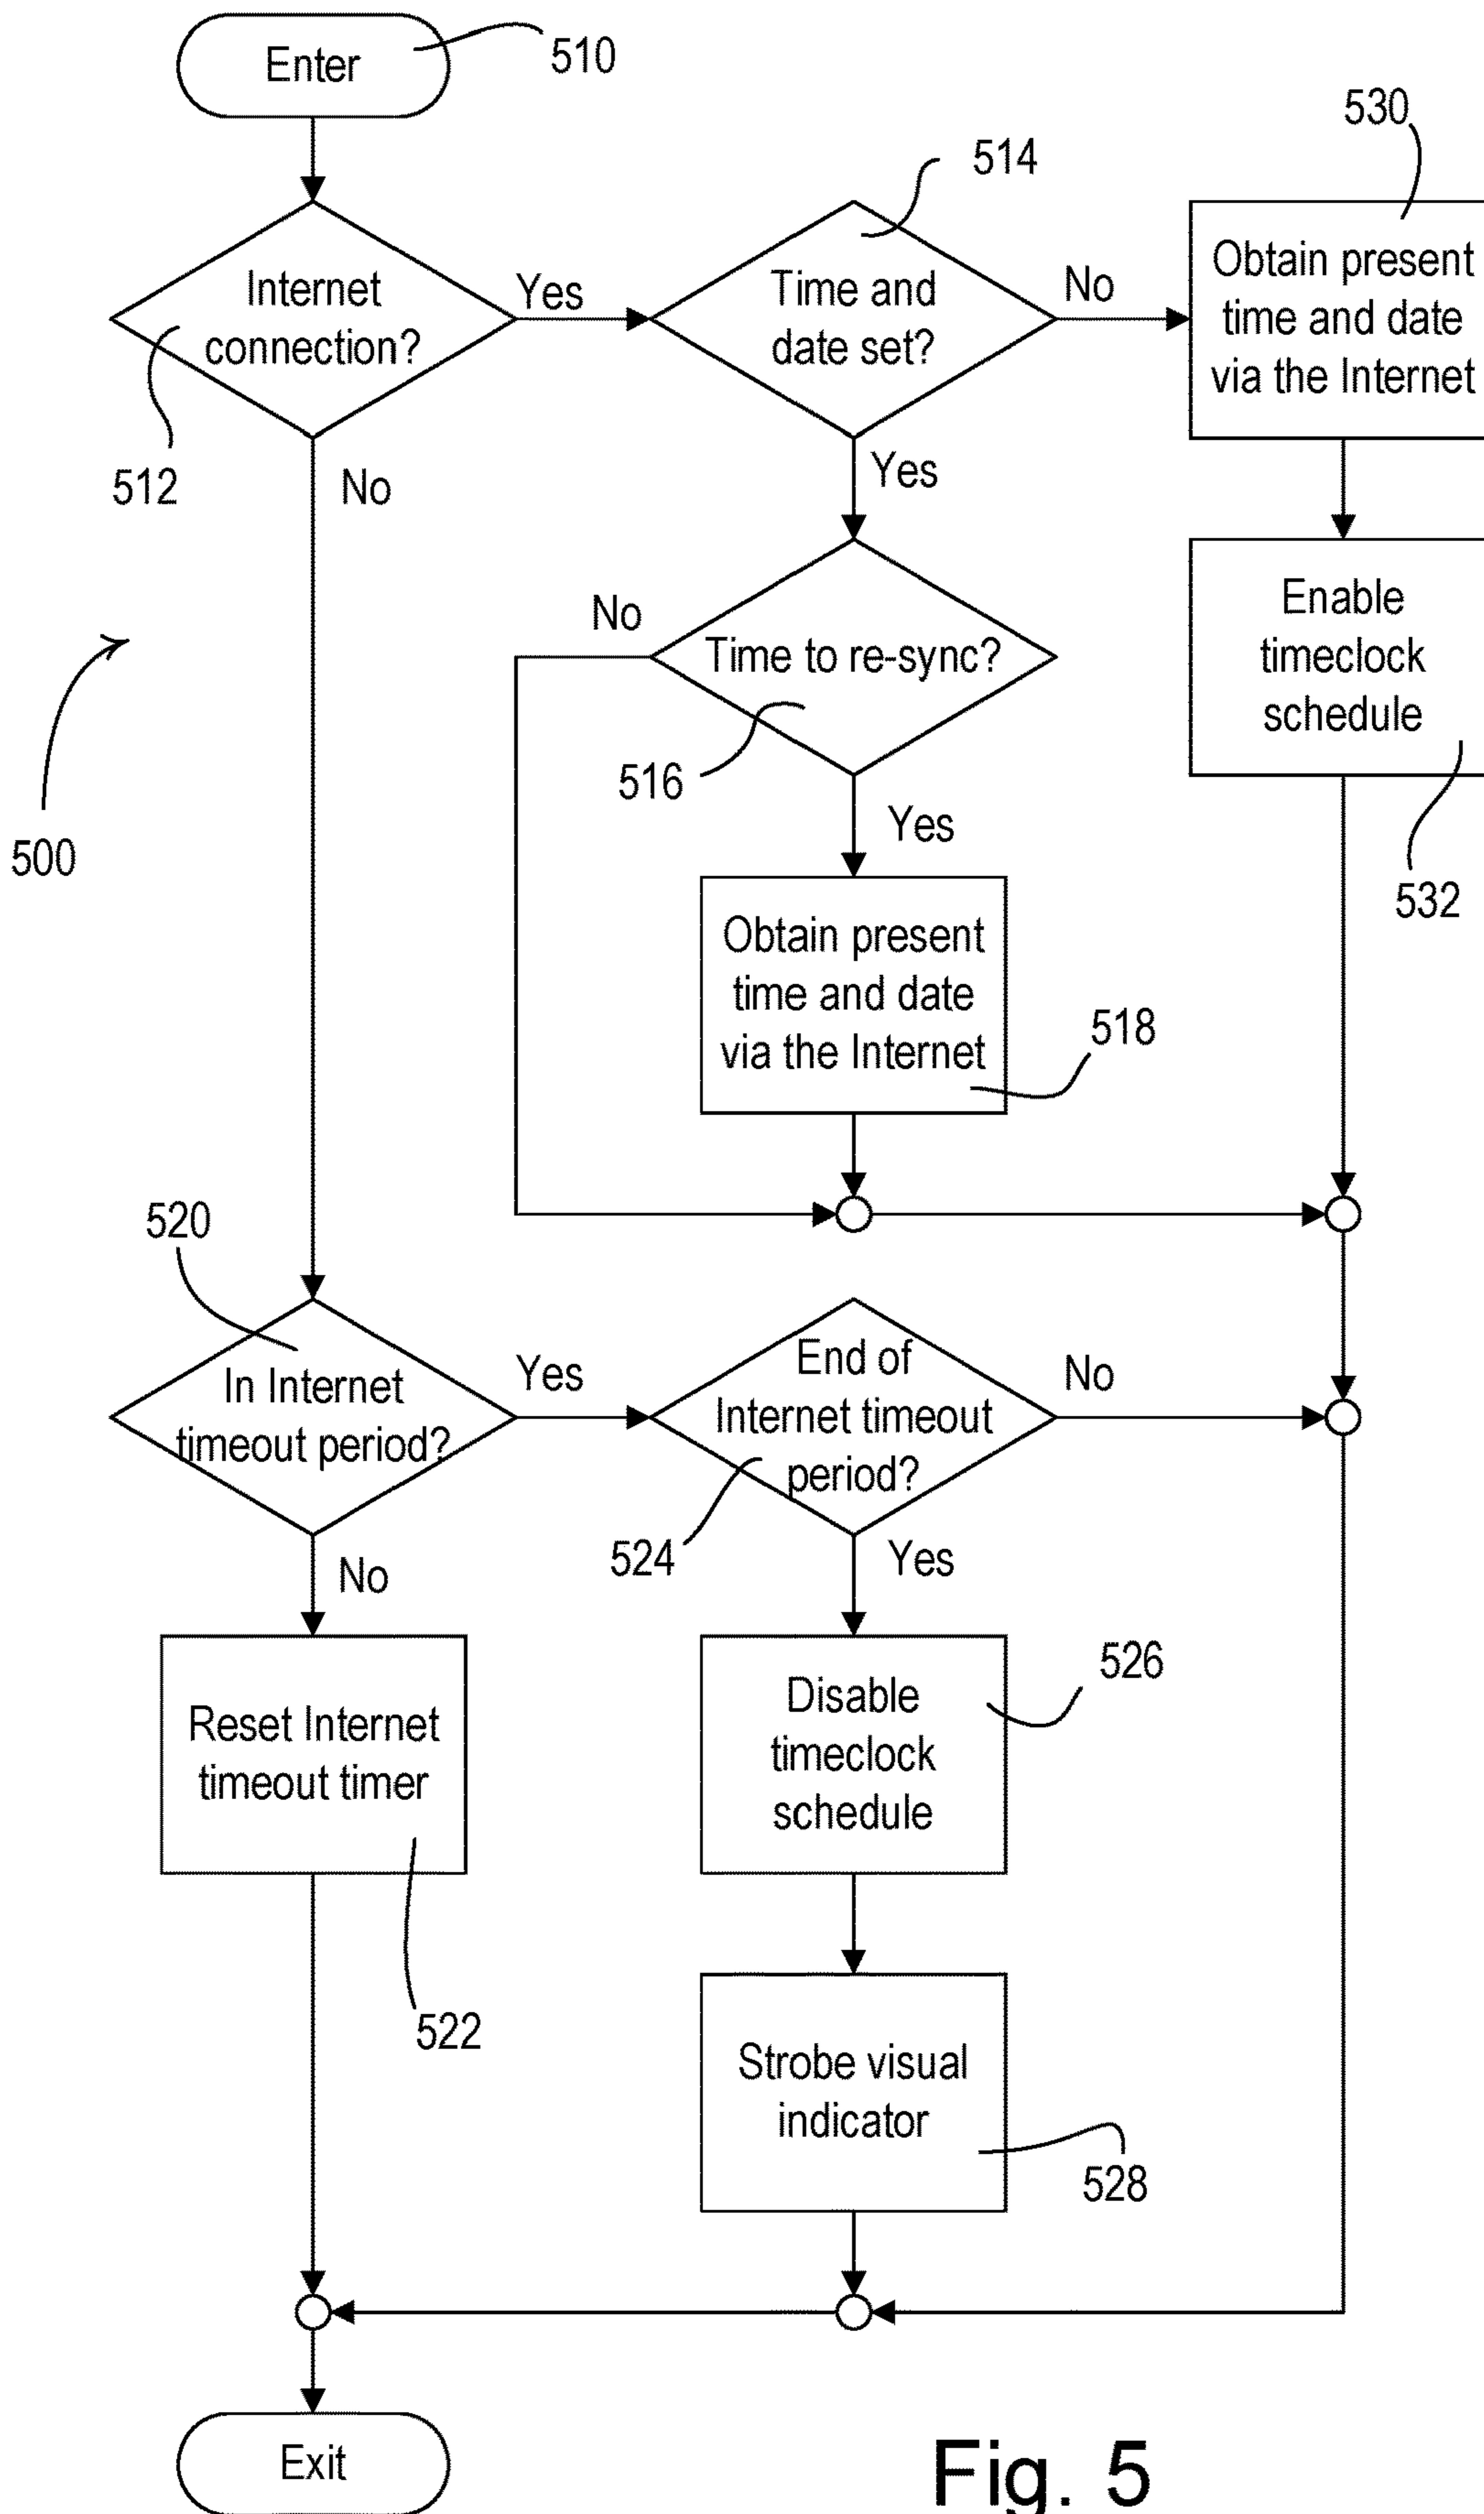 Enter
510
530
514
Internet
connection?
Yes
Time and
date set?
No
Obtain present
time and date
via the Internet
512
No
Yes
No
Time to re-sync?
Enable
timeclock
schedule
516
Yes
500
532
Obtain present
time and date
via the Internet
518
520
In Internet
timeout period?
Yes
End of
Internet timeout
period?
No
524
No
Yes
Reset Internet
timeout timer
526
Disable
timeclock
schedule
522
Strobe visual
indicator
528
Exit
Fig. 5